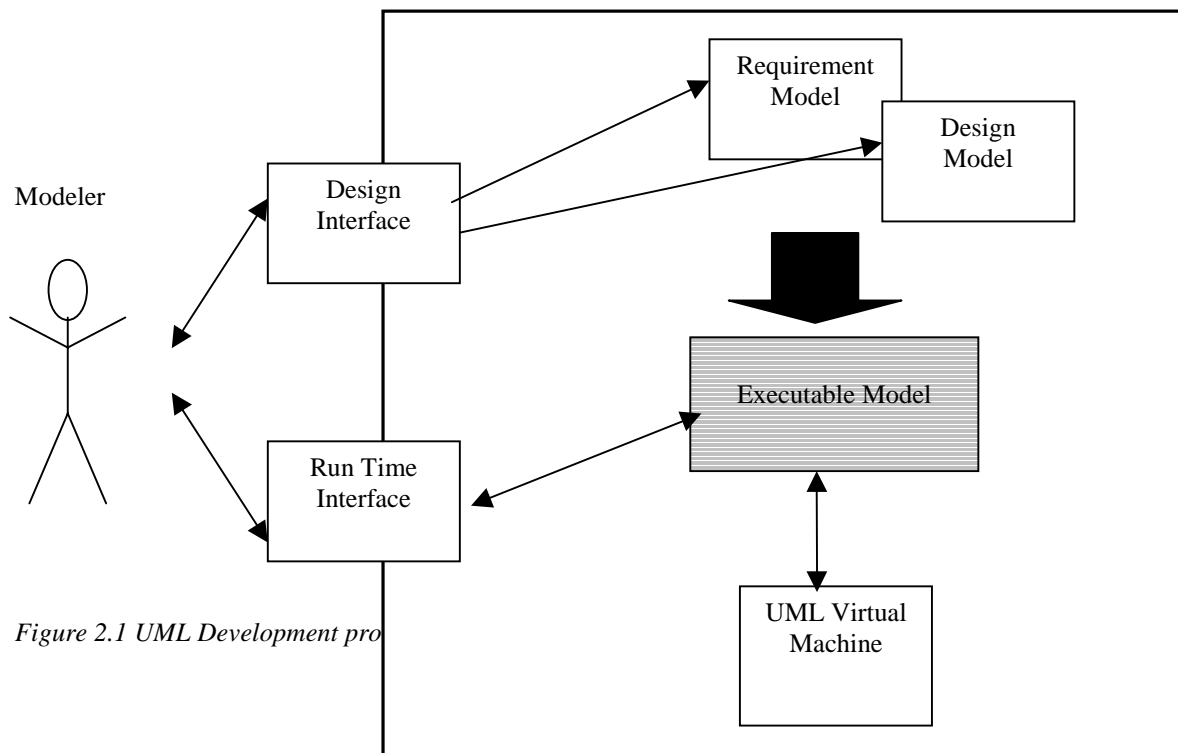 Requirement
Model
Design
Model
Design
Interface
Modeler
Executable Model
Run Time
Interface
UML Virtual
Machine
Figure 2.1 UML Development pro